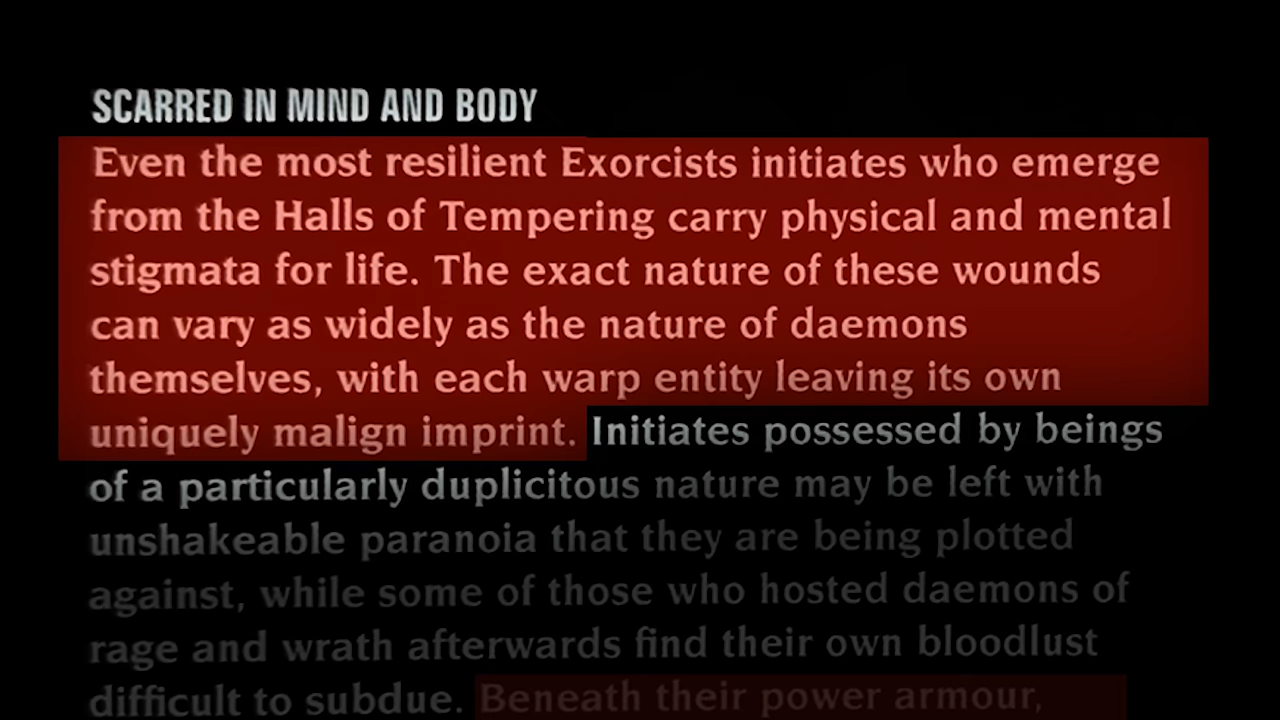 SCARRED IN MIND AND BODY
Even the most resilient Exorcists initiates who emerge
from the Halls of Tempering carry physical and mental
stigmata for life. The exact nature of these wounds
can vary as widely as the nature of daemons
themselves, with each warp entity leaving its own
uniquely malign imprint. Initiates possessed by beings
of a particularly duplicitous nature may be left with
unshakeable paranoia that they are being plotted
against, while some of those who hosted daemons of
rage and wrath afterwards find their own bloodlust
difficult to subdue. Beneath their power armour,